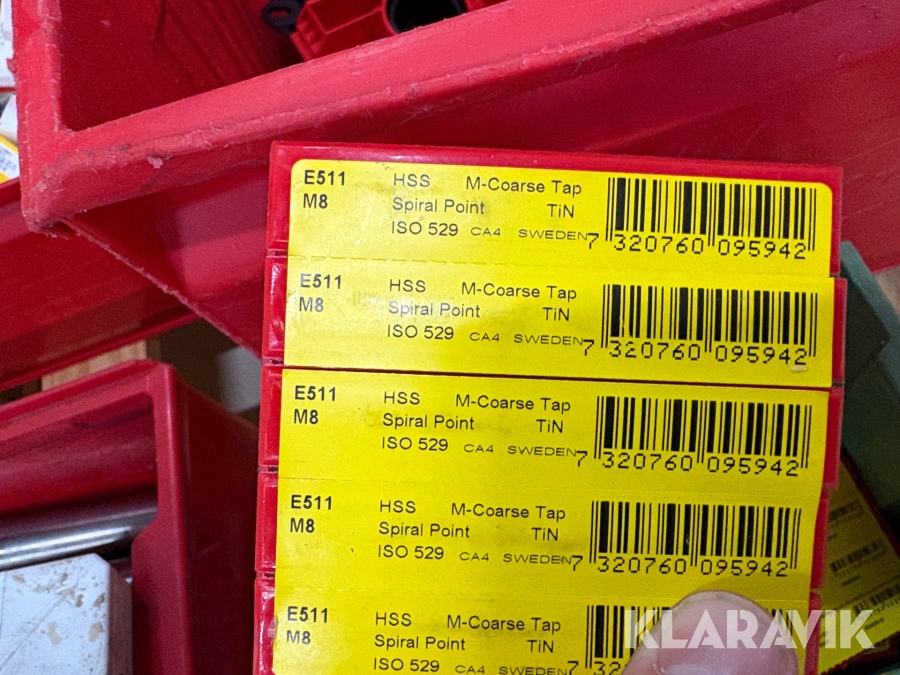 E511 HSS M-Coarse Tap
M8 Spiral Point TiN
ISO 529 CA4 SWEDEN 7 320760 095942
E511 HSS M-Coarse Tap
M8 Spiral Point TiN
ISO 529 CA4 SWEDEN 7 320760 095942
E511 HSS M-Coarse Tap
M8 Spiral Point TiN
ISO 529 CA4 SWEDEN 7 320760 095942
E511 HSS M-Coarse Tap
M8 Spiral Point TiN
ISO 529 CA4 SWEDEN 7 320760 095942
E511 HSS M-Coarse Tap
M8 Spiral Point TiN
ISO 529 CA4 SWEDEN 7 320
KLARAVIK